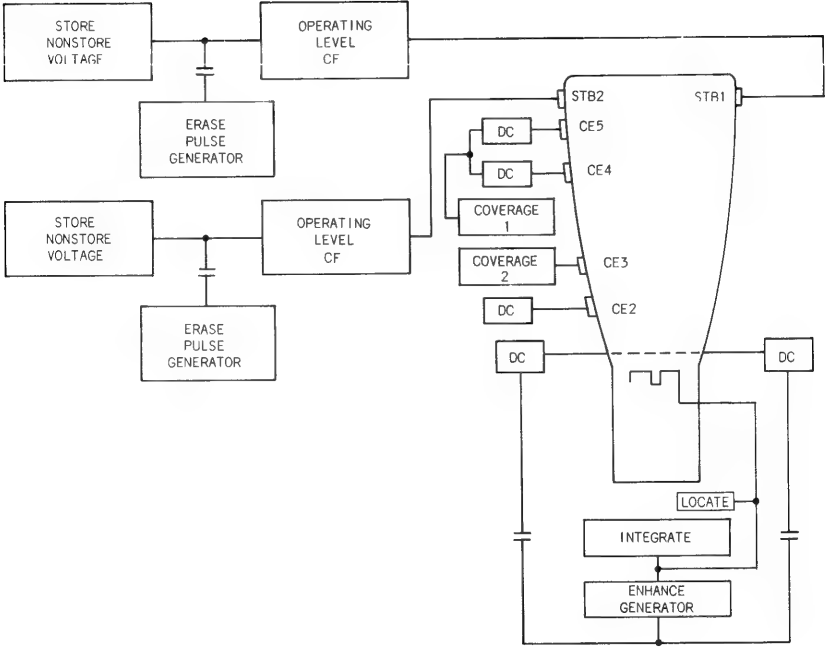 STORE
NONSTORE
VOLTAGE
OPERATING
LEVEL
CF
ERASE
PULSE
GENERATOR
STB2
STB1
DC
CE5
DC
CE4
COVERAGE
1
STORE
NONSTORE
VOLTAGE
OPERATING
LEVEL
CF
COVERAGE
2
CE3
DC
CE2
ERASE
PULSE
GENERATOR
DC
DC
LOCATE
INTEGRATE
ENHANCE
GENERATOR